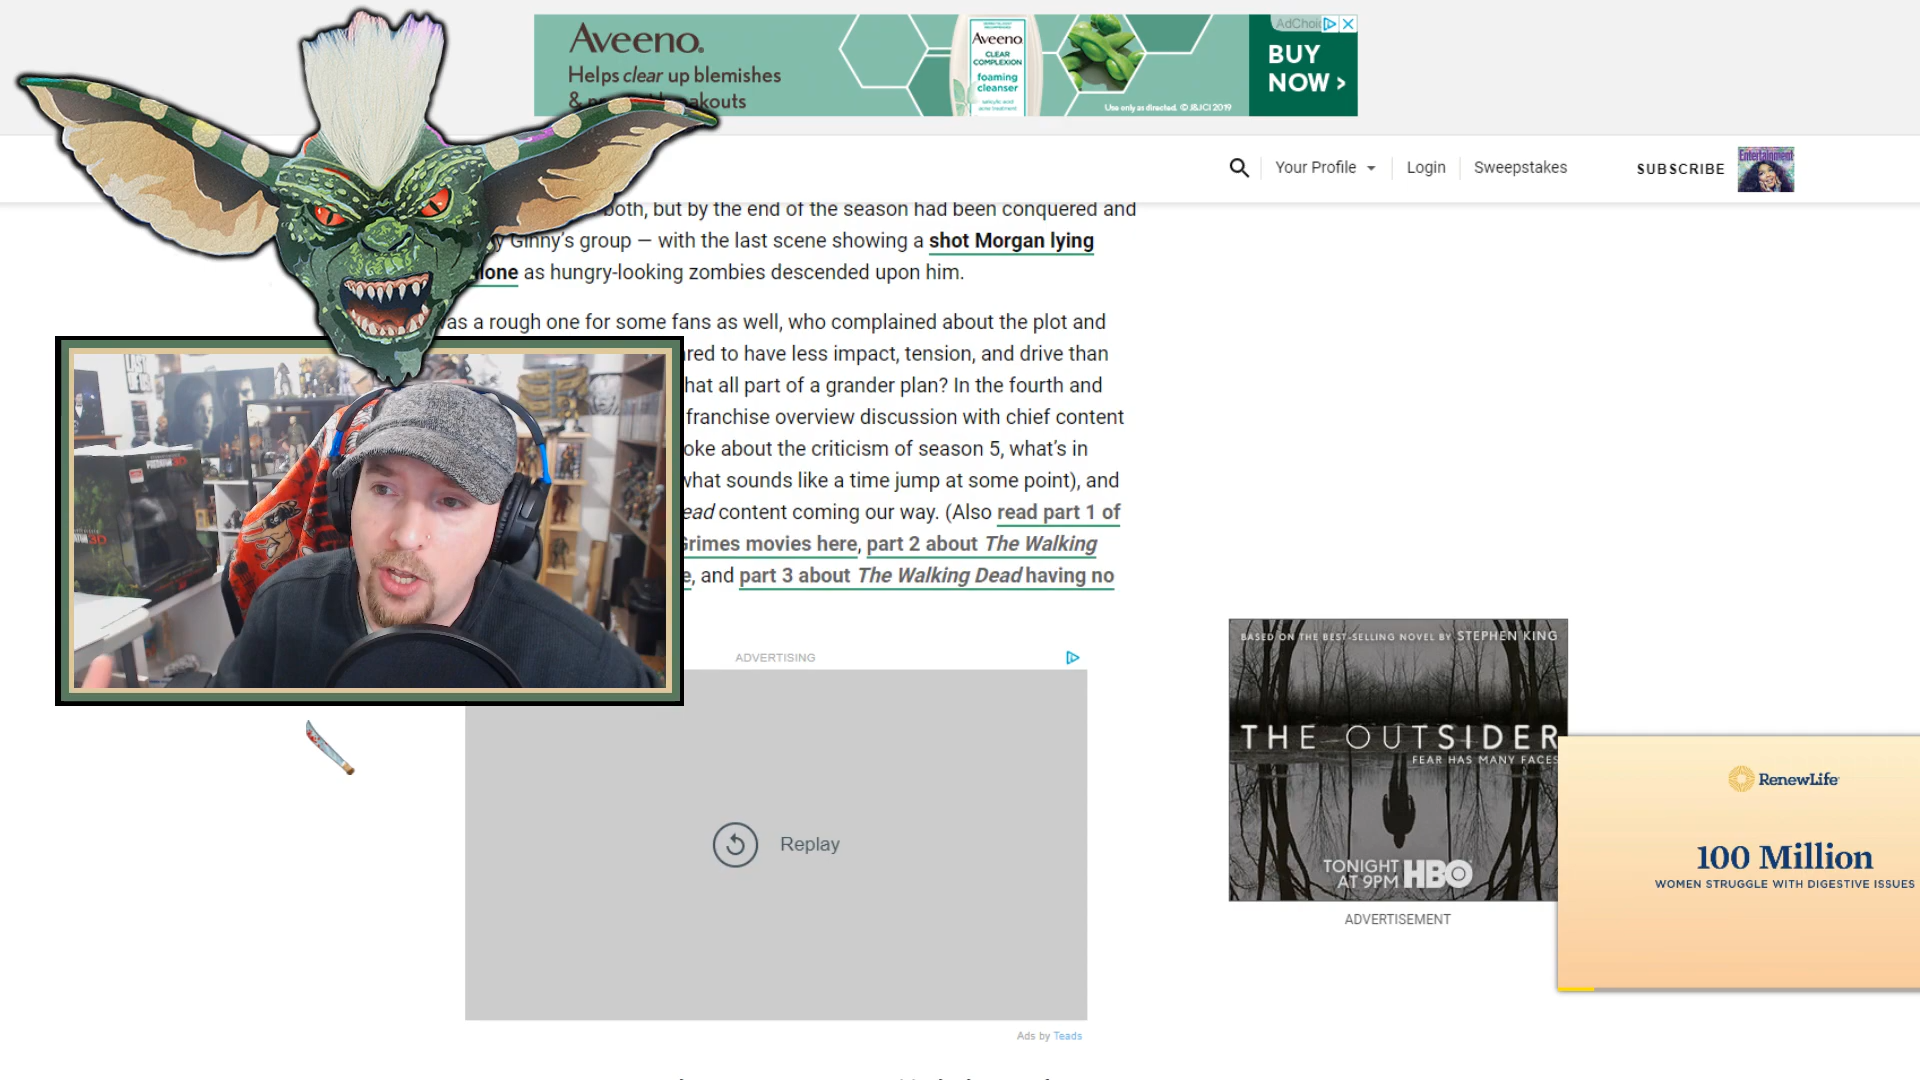 Aveeno.
Helps clear up blemishes
akouts
Aveeno
CLEAR
COMPLEXION
foaming
cleanser
Use only as directed. © J&JCI 2019
AdChoic
BUY
NOW >
Your Profile
Login
Sweepstakes
SUBSCRIBE
Entertainment
both, but by the end of the season had been conquered and
y Ginny's group — with the last scene showing a shot Morgan lying
lone as hungry-looking zombies descended upon him.
was a rough one for some fans as well, who complained about the plot and
red to have less impact, tension, and drive than
hat all part of a grander plan? In the fourth and
franchise overview discussion with chief content
oke about the criticism of season 5, what's in
what sounds like a time jump at some point), and
ead content coming our way. (Also read part 1 of
Grimes movies here, part 2 about The Walking
e, and part 3 about The Walking Dead having no
PREDATOR 3D
3D
ADVERTISING
Replay
Ads by Teads
BASED ON THE BEST-SELLING NOVEL BY STEPHEN KING
THE OUTSIDER
FEAR HAS MANY FACES
TONIGHT
AT 9PM HBO
ADVERTISEMENT
RenewLife
100 Million
WOMEN STRUGGLE WITH DIGESTIVE ISSUES